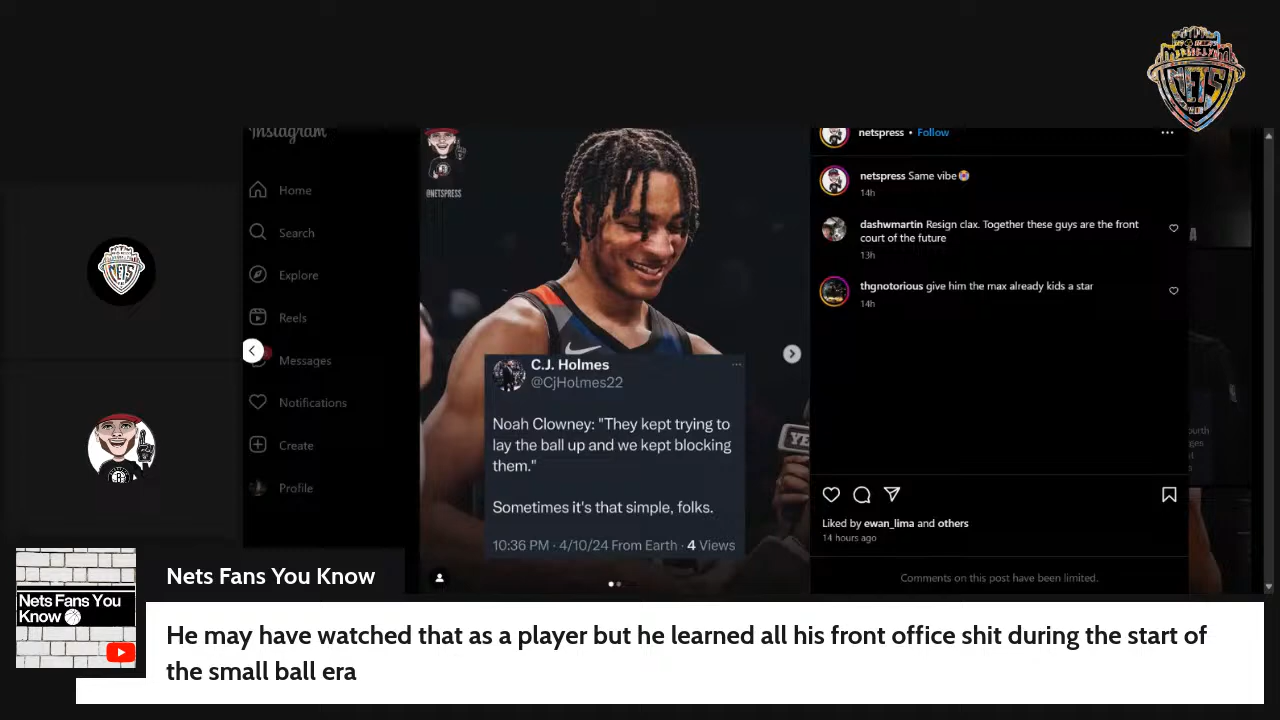 Instagram
Home
Search
Explore
Reels
Messages
Notifications
Create
Profile
@NETSPRESS
C.J. Holmes
@CjHolmes22
Noah Clowney: "They kept trying to
lay the ball up and we kept blocking
them."
Sometimes it's that simple, folks.
10:36 PM · 4/10/24 From Earth · 4 Views
YE
netspress • Follow
netspress Same vibe
14h
dashwmartin Resign clax. Together these guys are the front
court of the future
13h
thgnotorious give him the max already kids a star
14h
Liked by ewan_lima and others
14 hours ago
Comments on this post have been limited.
NETS
NETS
Nets Fans You
Know
Nets Fans You Know
He may have watched that as a player but he learned all his front office shit during the start of
the small ball era